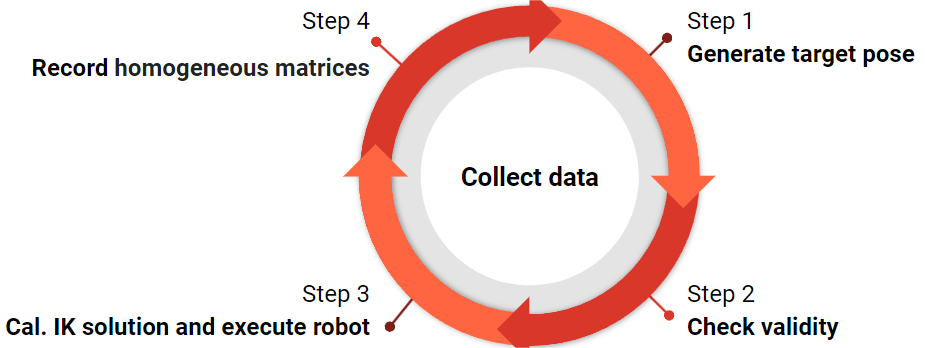 Step 1
Generate target pose
Step 2
Check validity
Step 3
Cal. IK solution and execute robot
Step 4
Record homogeneous matrices
Collect data